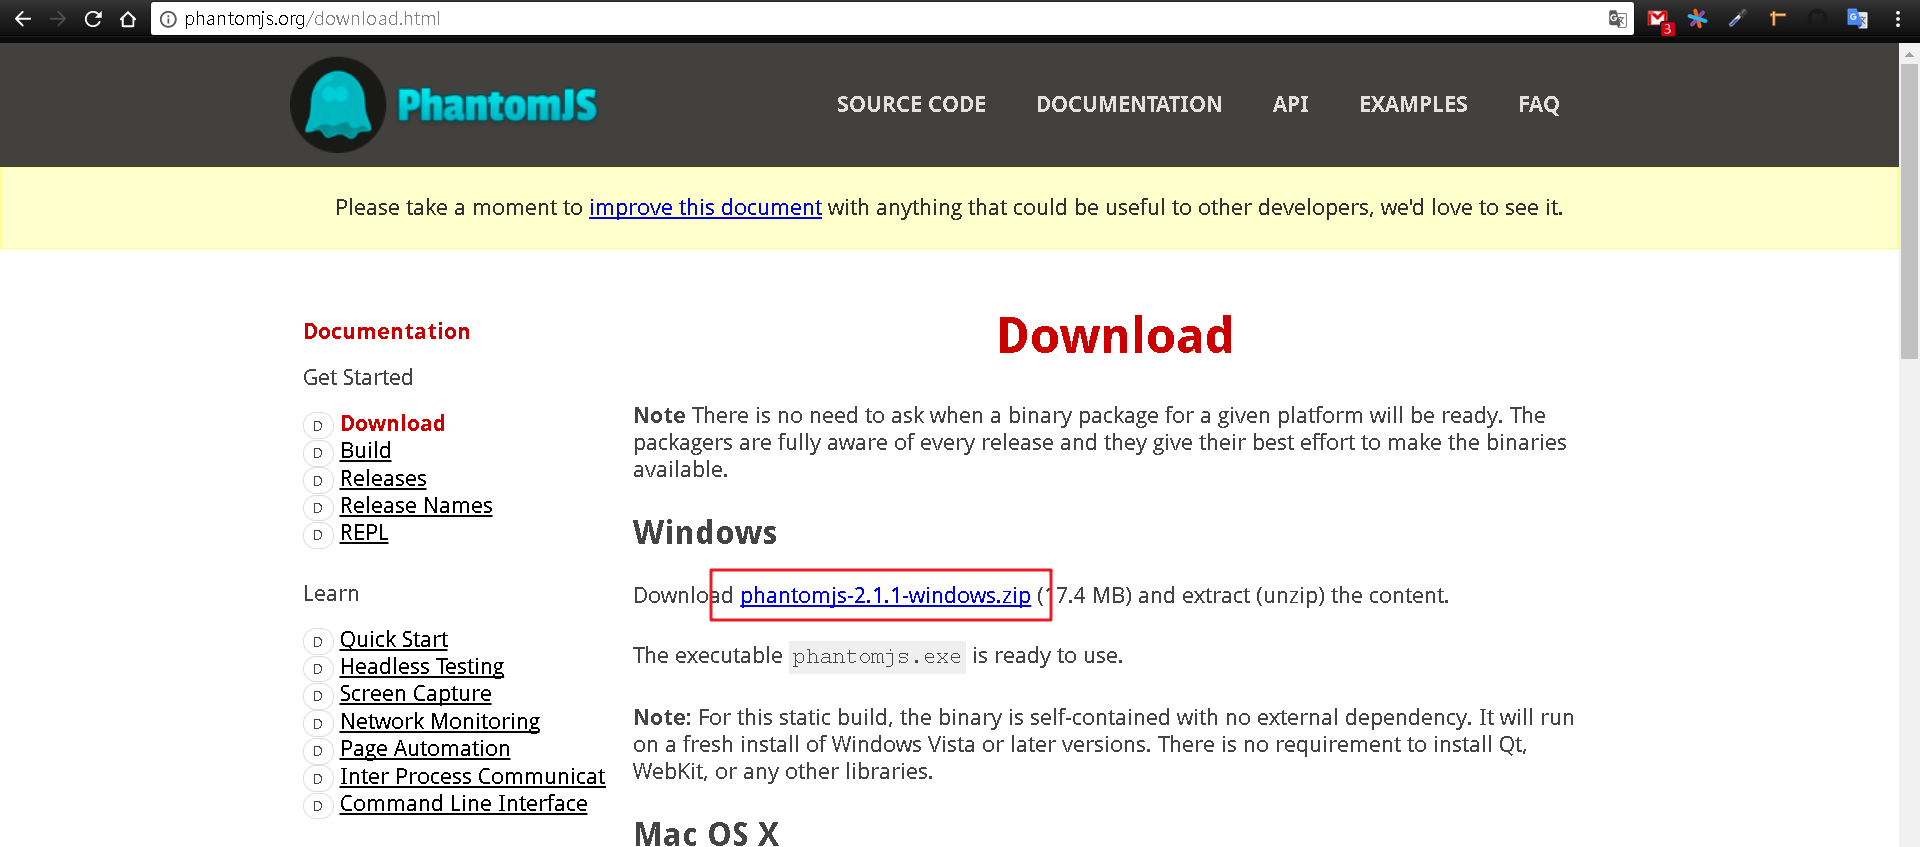 phantomjs.org/download.html
3
PhantomJS
SOURCE CODE DOCUMENTATION API EXAMPLES FAQ
Please take a moment to improve this document with anything that could be useful to other developers, we'd love to see it.
Documentation
Get Started
D Download
D Build
D Releases
D Release Names
D REPL
Learn
D Quick Start
D Headless Testing
D Screen Capture
D Network Monitoring
D Page Automation
D Inter Process Communicat
D Command Line Interface
Download
Note There is no need to ask when a binary package for a given platform will be ready. The
packagers are fully aware of every release and they give their best effort to make the binaries
available.
Windows
Download phantomjs-2.1.1-windows.zip (17.4 MB) and extract (unzip) the content.
The executable phantomjs.exe is ready to use.
Note: For this static build, the binary is self-contained with no external dependency. It will run
on a fresh install of Windows Vista or later versions. There is no requirement to install Qt,
WebKit, or any other libraries.
Mac OS X